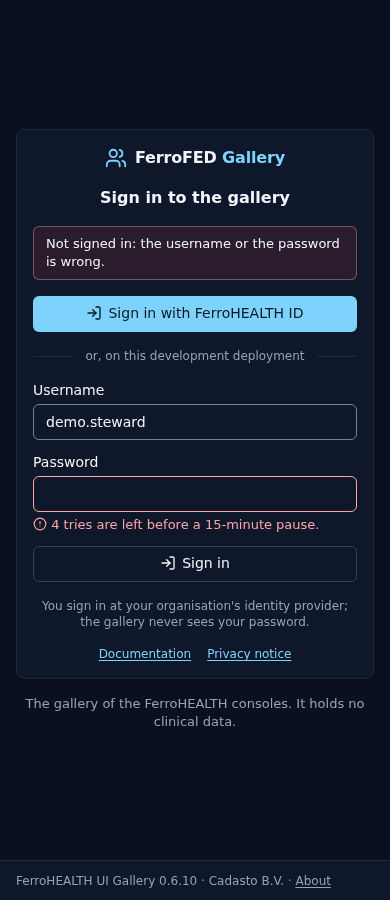 FerroFED Gallery
Sign in to the gallery
Not signed in: the username or the password
is wrong.
Sign in with FerroHEALTH ID
or, on this development deployment
Username
demo.steward
Password
4 tries are left before a 15-minute pause.
Sign in
You sign in at your organisation's identity provider;
the gallery never sees your password.
Documentation Privacy notice
The gallery of the FerroHEALTH consoles. It holds no
clinical data.
FerroHEALTH UI Gallery 0.6.10 · Cadasto B.V. · About